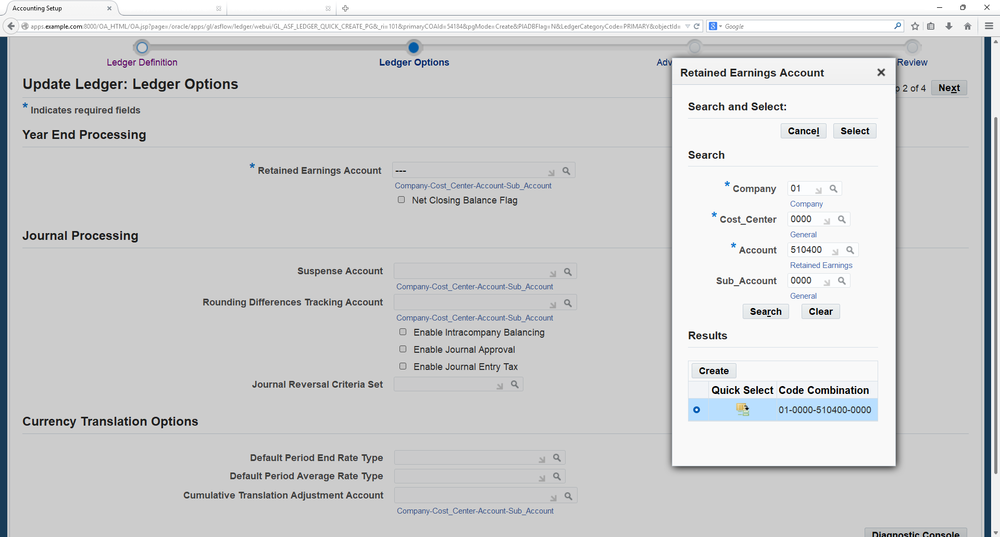 Accounting Setup
apps.example.com:8000/OA_HTML/OA.jsp?page=/oracle/apps/gl/asflow/ledger/webui/GL_ASF_LEDGER_QUICK_CREATE_PG&_ri=101&primaryCOAId=54184&pgMode=Create&PIADBFlag=N&LedgerCategoryCode=PRIMARY&objectId=
8
Google
Ledger Definition
Ledger Options
Adv
Review
Update Ledger: Ledger Options
p 2 of 4
Next
* Indicates required fields
Year End Processing
* Retained Earnings Account
---
Company-Cost_Center-Account-Sub_Account
Net Closing Balance Flag
Journal Processing
Suspense Account
Company-Cost_Center-Account-Sub_Account
Rounding Differences Tracking Account
Company-Cost_Center-Account-Sub_Account
Enable Intracompany Balancing
Enable Journal Approval
Enable Journal Entry Tax
Journal Reversal Criteria Set
Currency Translation Options
Default Period End Rate Type
Default Period Average Rate Type
Cumulative Translation Adjustment Account
Company-Cost_Center-Account-Sub_Account
Diagnostic Console
Retained Earnings Account
Search and Select:
Cancel
Select
Search
* Company 01
Company
* Cost_Center 0000
General
* Account 510400
Retained Earnings
Sub_Account 0000
General
Search
Clear
Results
Create
Quick Select Code Combination
01-0000-510400-0000